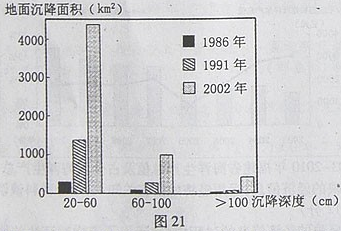 地面沉降面积（km²）
1986 年
1991 年
2002 年
4000
3000
2000
1000
0
20-60
60-100
＞100
沉降深度（cm）
图 21